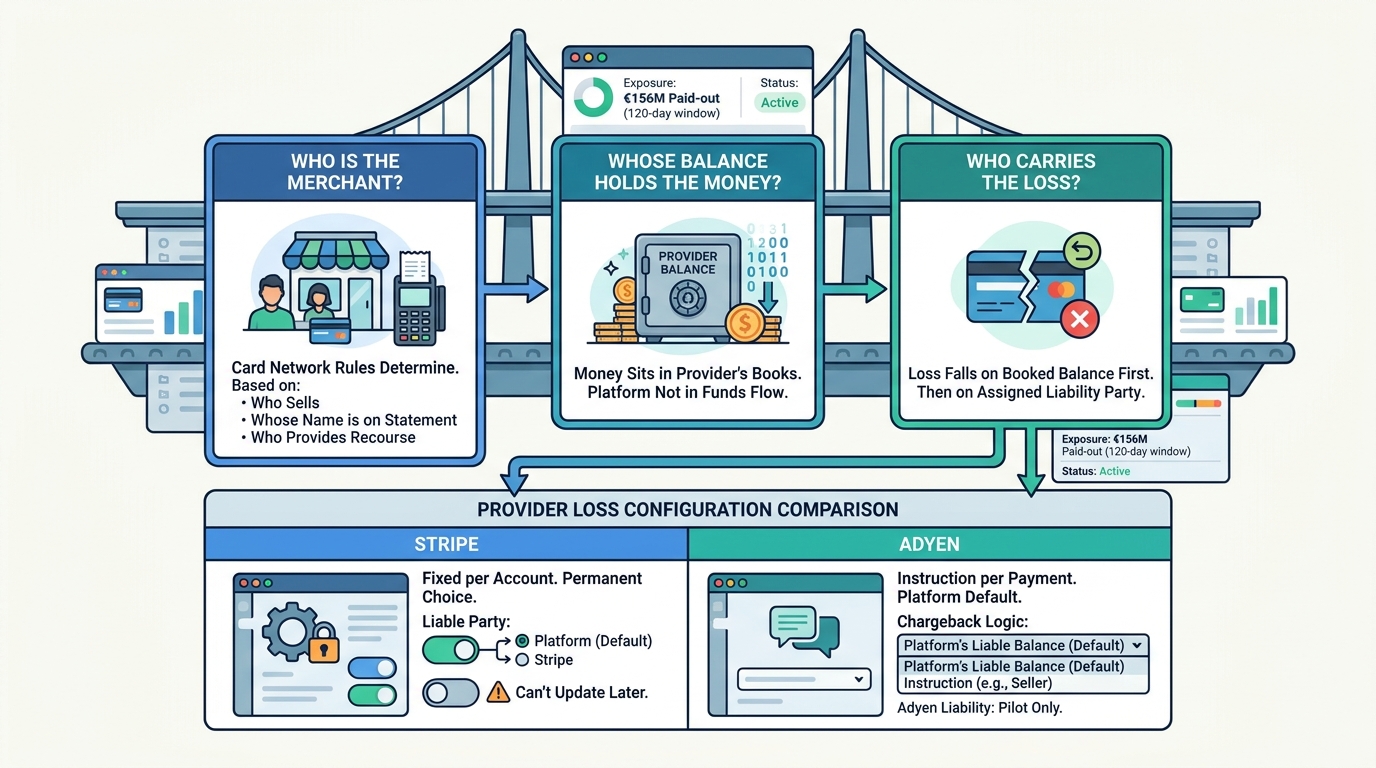 Exposure:
€156M Paid-out
(120-day window)
Status:
Active
WHO IS THE
MERCHANT?
Card Network Rules Determine.
Based on:
• Who Sells
• Whose Name is on Statement
• Who Provides Recourse
WHOSE BALANCE
HOLDS THE MONEY?
PROVIDER
BALANCE
0131
1200
1011
0100
0
$
$
Money Sits in Provider's Books.
Platform Not in Funds Flow.
WHO CARRIES
THE LOSS?
Loss Falls on Booked Balance First.
Then on Assigned Liability Party.
Exposure: €156M
Paid-out (120-day window)
Status: Active
PROVIDER LOSS CONFIGURATION COMPARISON
STRIPE
Fixed per Account. Permanent
Choice.
Liable Party:
Platform (Default)
Stripe
Can't Update Later.
ADYEN
Instruction per Payment.
Platform Default.
Chargeback Logic:
Platform's Liable Balance (Default)
Platform's Liable Balance (Default)
Instruction (e.g., Seller)
Adyen Liability: Pilot Only.